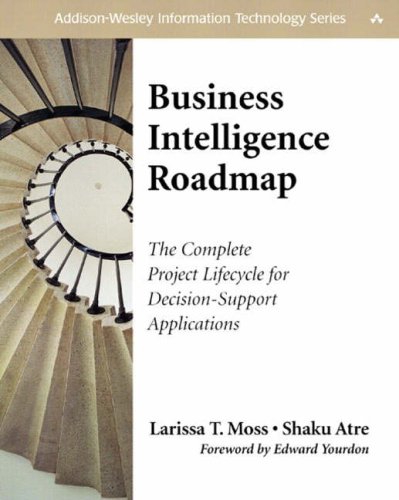 Addison-Wesley Information Technology Series
Business
Intelligence
Roadmap
The Complete
Project Lifecycle for
Decision-Support
Applications
Larissa T. Moss • Shaku Atre
Foreword by Edward Yourdon